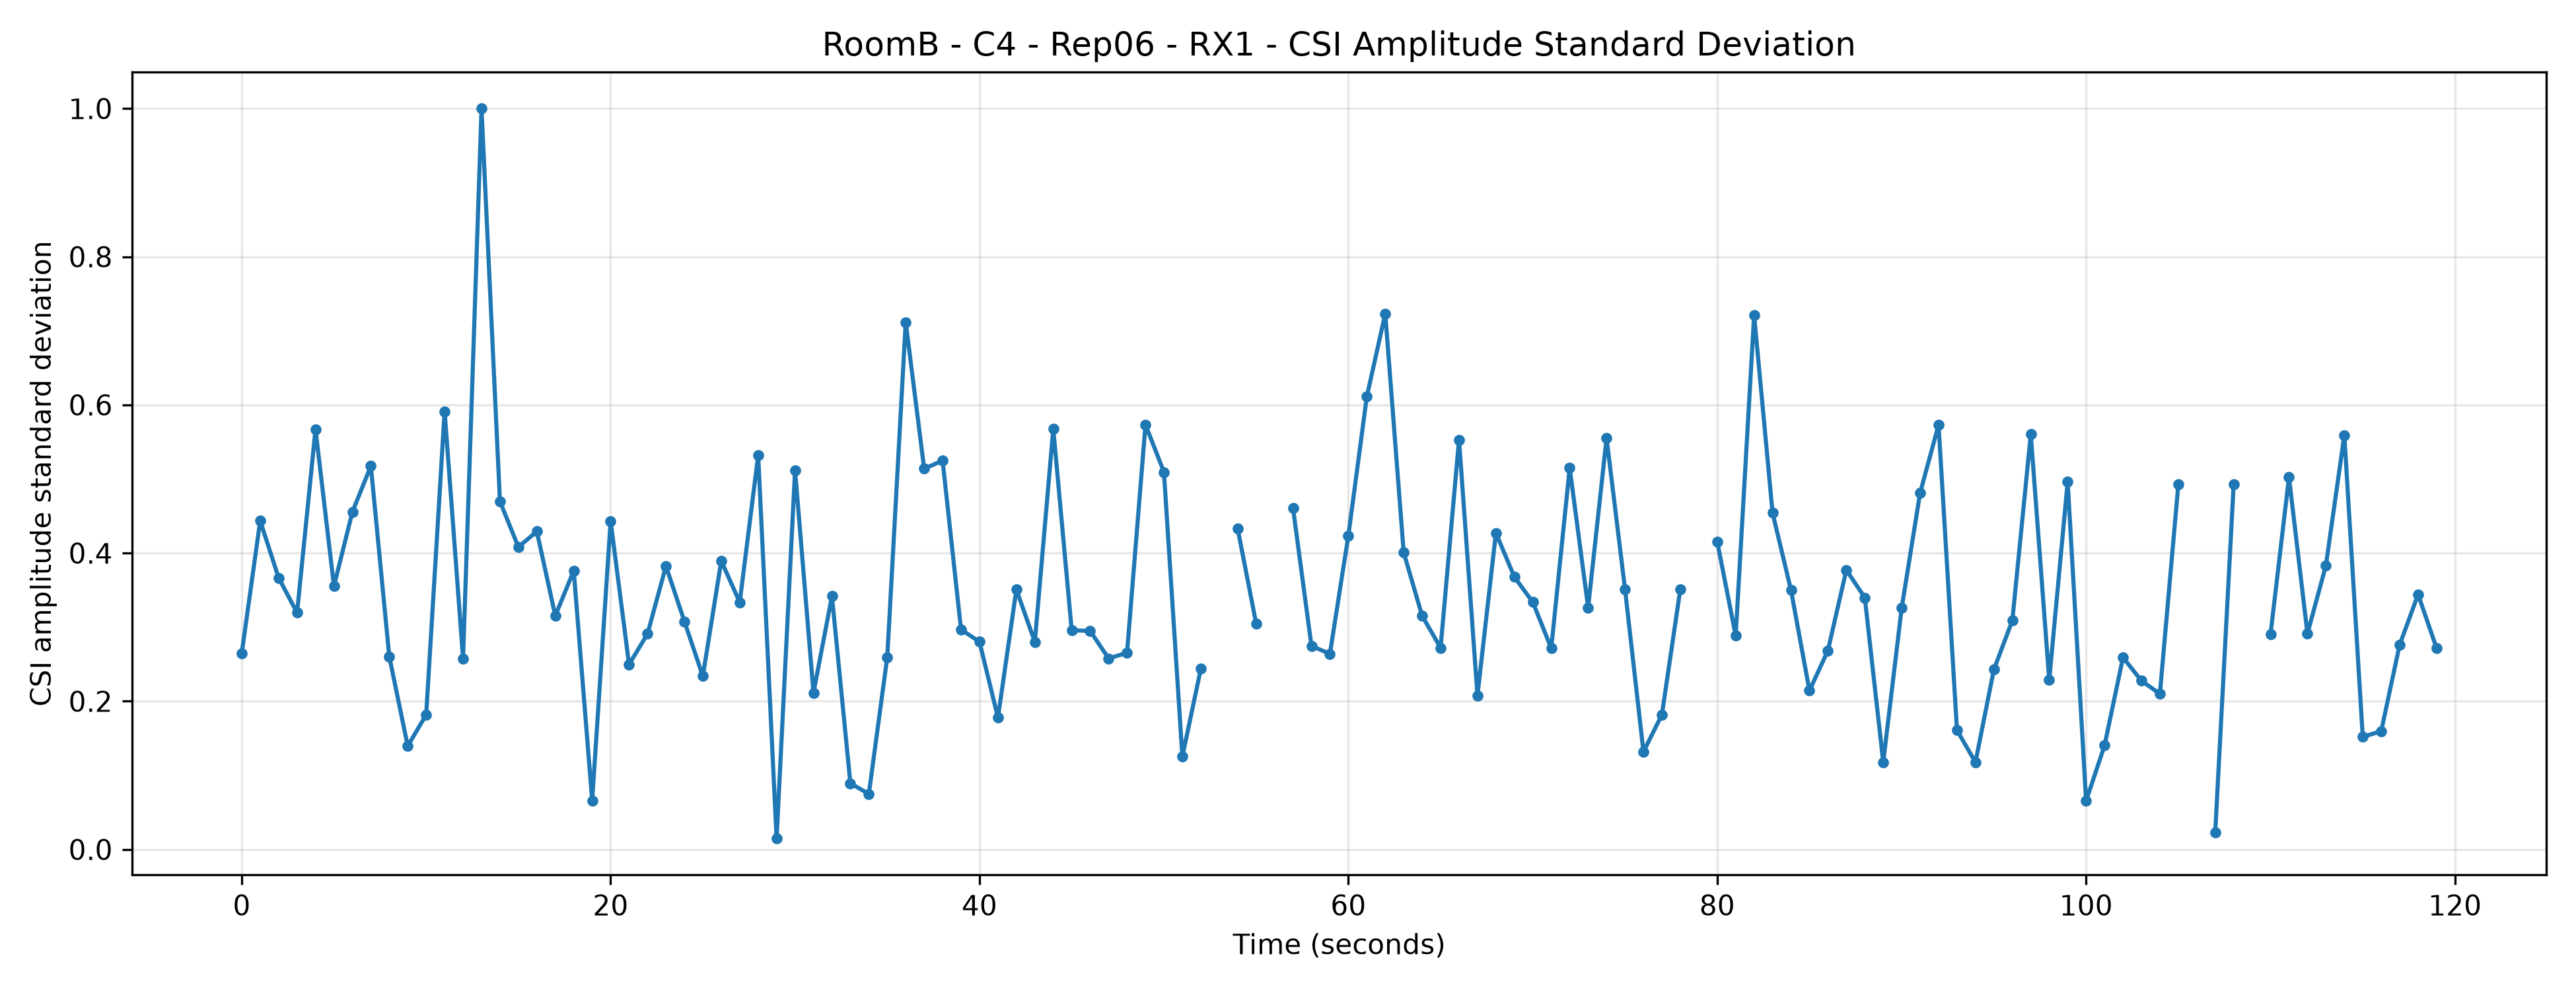 RoomB - C4 - Rep06 - RX1 - CSI Amplitude Standard Deviation
CSI amplitude standard deviation
1.0
0.8
0.6
0.4
0.2
0.0
0 20 40 60 80 100 120
Time (seconds)